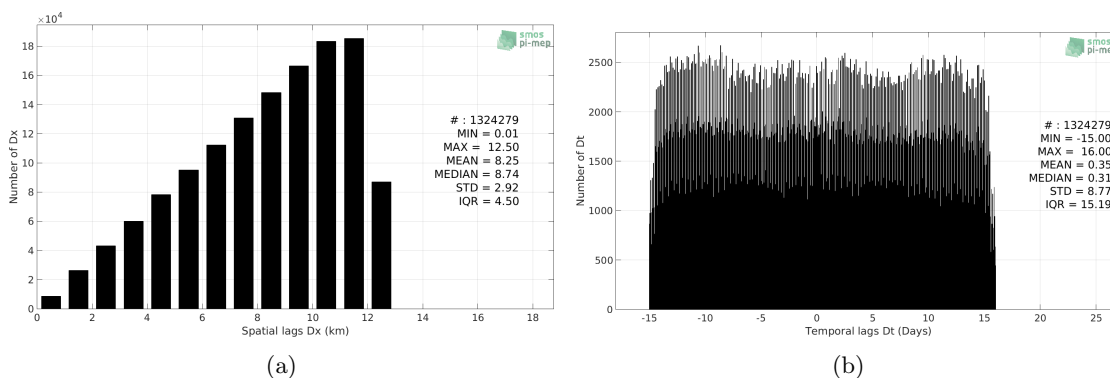 ×10⁴
18
16
14
12
10
8
6
4
2
0
Number of Dx
0 2 4 6 8 10 12 14 16 18
Spatial lags Dx (km)
smos
pi-mep
# : 1324279
MIN = 0.01
MAX = 12.50
MEAN = 8.25
MEDIAN = 8.74
STD = 2.92
IQR = 4.50
(a)
2500
2000
1500
1000
500
0
Number of Dt
-15 -10 -5 0 5 10 15 20 25
Temporal lags Dt (Days)
smos
pi-mep
# : 1324279
MIN = -15.00
MAX = 16.00
MEAN = 0.35
MEDIAN = 0.31
STD = 8.77
IQR = 15.19
(b)